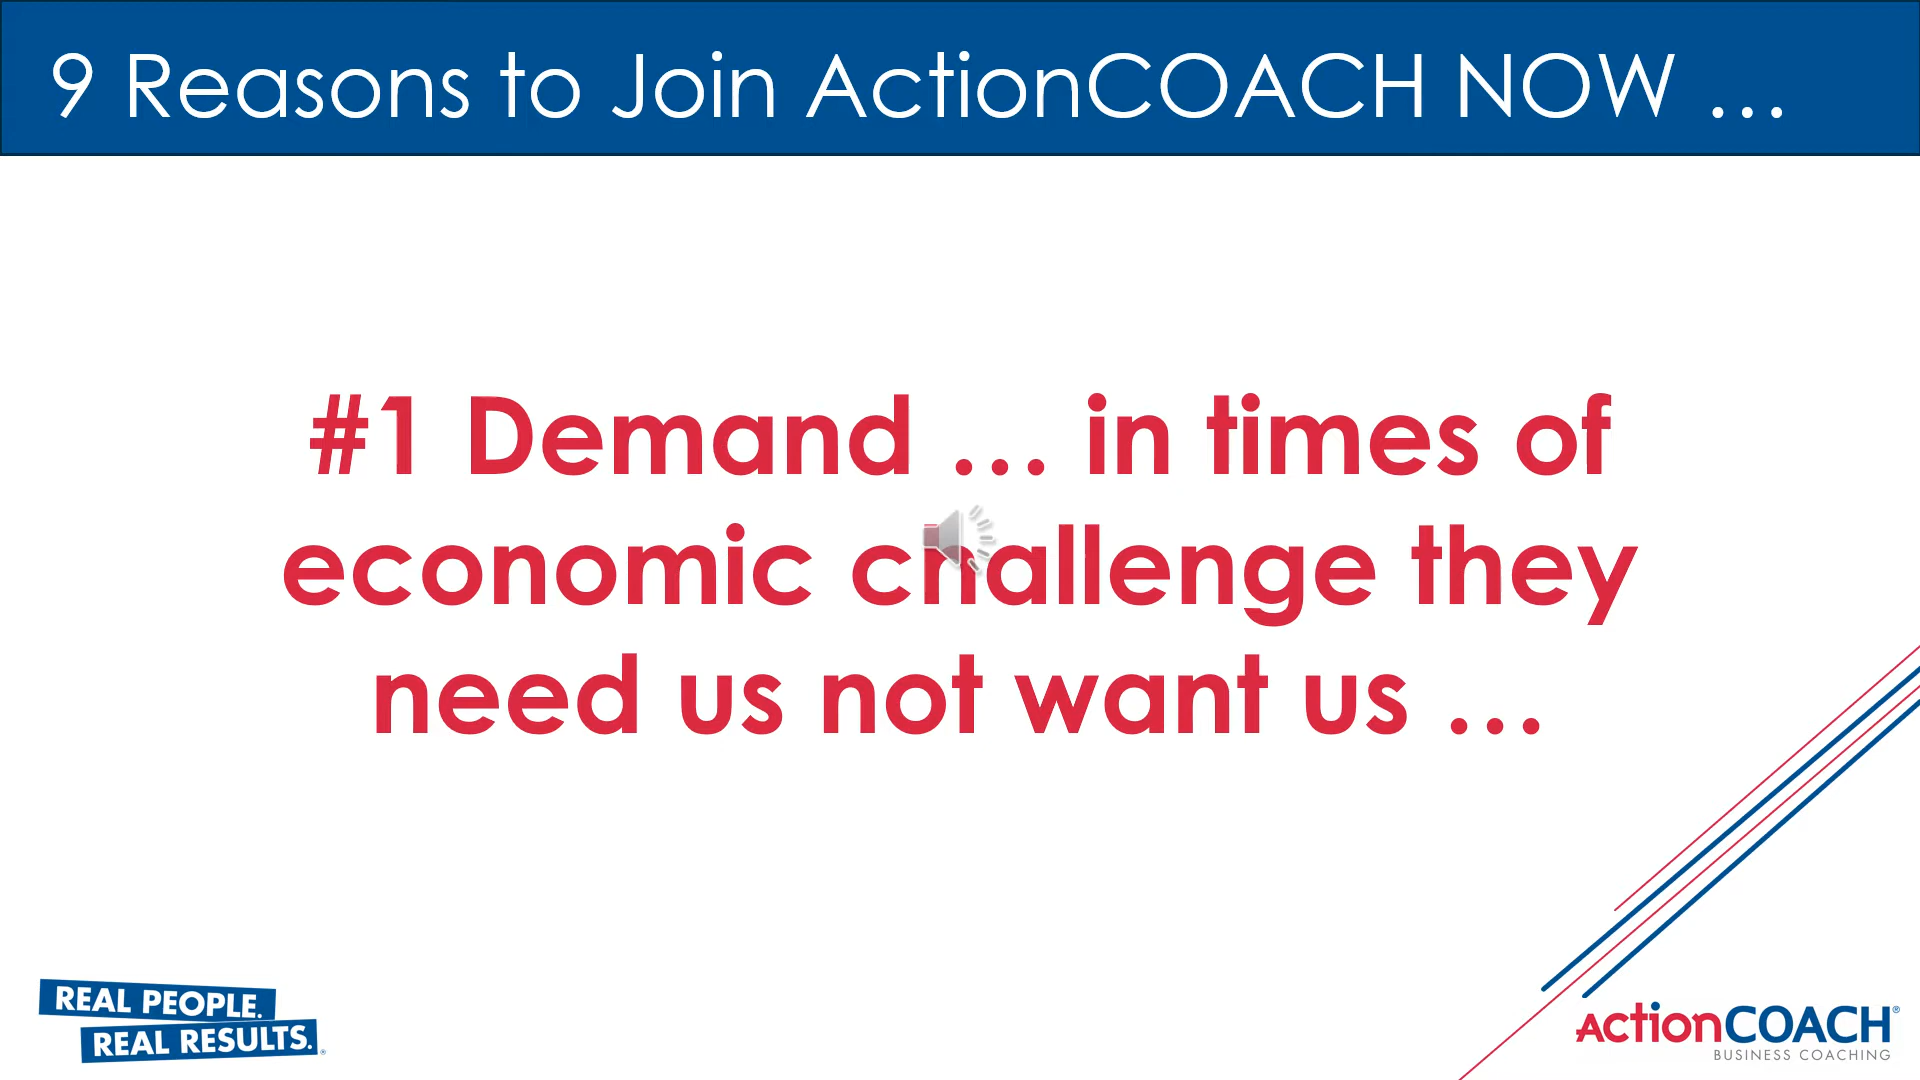 9 Reasons to Join ActionCOACH NOW …
#1 Demand … in times of
economic challenge they
need us not want us …
REAL PEOPLE.
REAL RESULTS.®
ActionCOACH®
BUSINESS COACHING